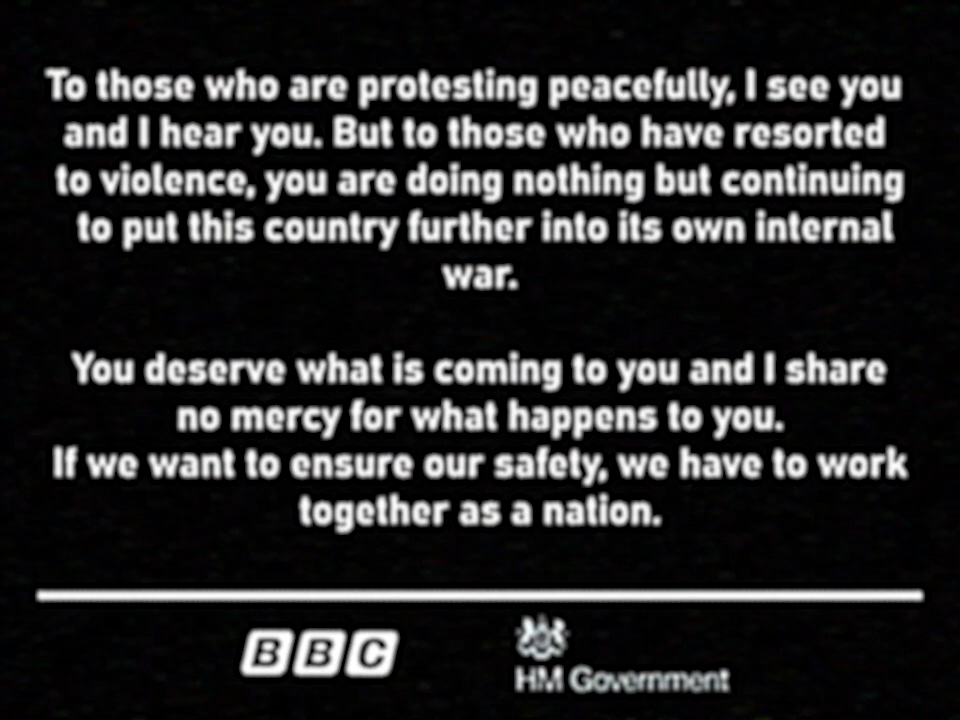 To those who are protesting peacefully, I see you
and I hear you. But to those who have resorted
to violence, you are doing nothing but continuing
to put this country further into its own internal
war.
You deserve what is coming to you and I share
no mercy for what happens to you.
If we want to ensure our safety, we have to work
together as a nation.
BBC
HM Government